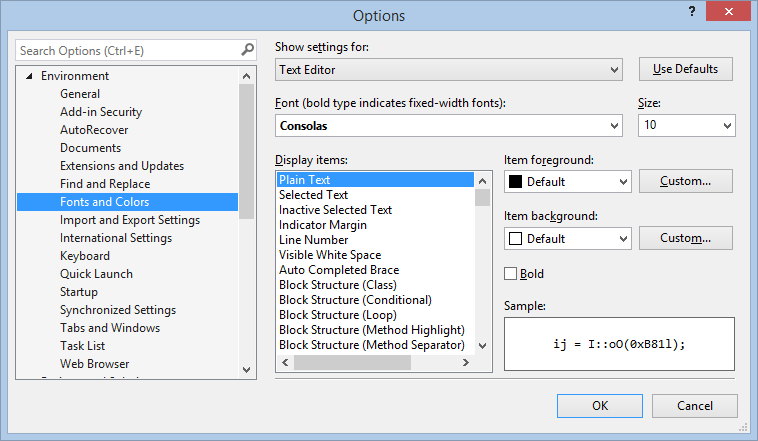 Options
Search Options (Ctrl+E)
Environment
General
Add-in Security
AutoRecover
Documents
Extensions and Updates
Find and Replace
Fonts and Colors
Import and Export Settings
International Settings
Keyboard
Quick Launch
Startup
Synchronized Settings
Tabs and Windows
Task List
Web Browser
Show settings for:
Text Editor
Use Defaults
Font (bold type indicates fixed-width fonts):
Size:
Consolas
10
Display items:
Plain Text
Selected Text
Inactive Selected Text
Indicator Margin
Line Number
Visible White Space
Auto Completed Brace
Block Structure (Class)
Block Structure (Conditional)
Block Structure (Loop)
Block Structure (Method Highlight)
Block Structure (Method Separator)
Item foreground:
Default
Custom...
Item background:
Default
Custom...
Bold
Sample:
ij = I::oO(0xB81l);
OK
Cancel